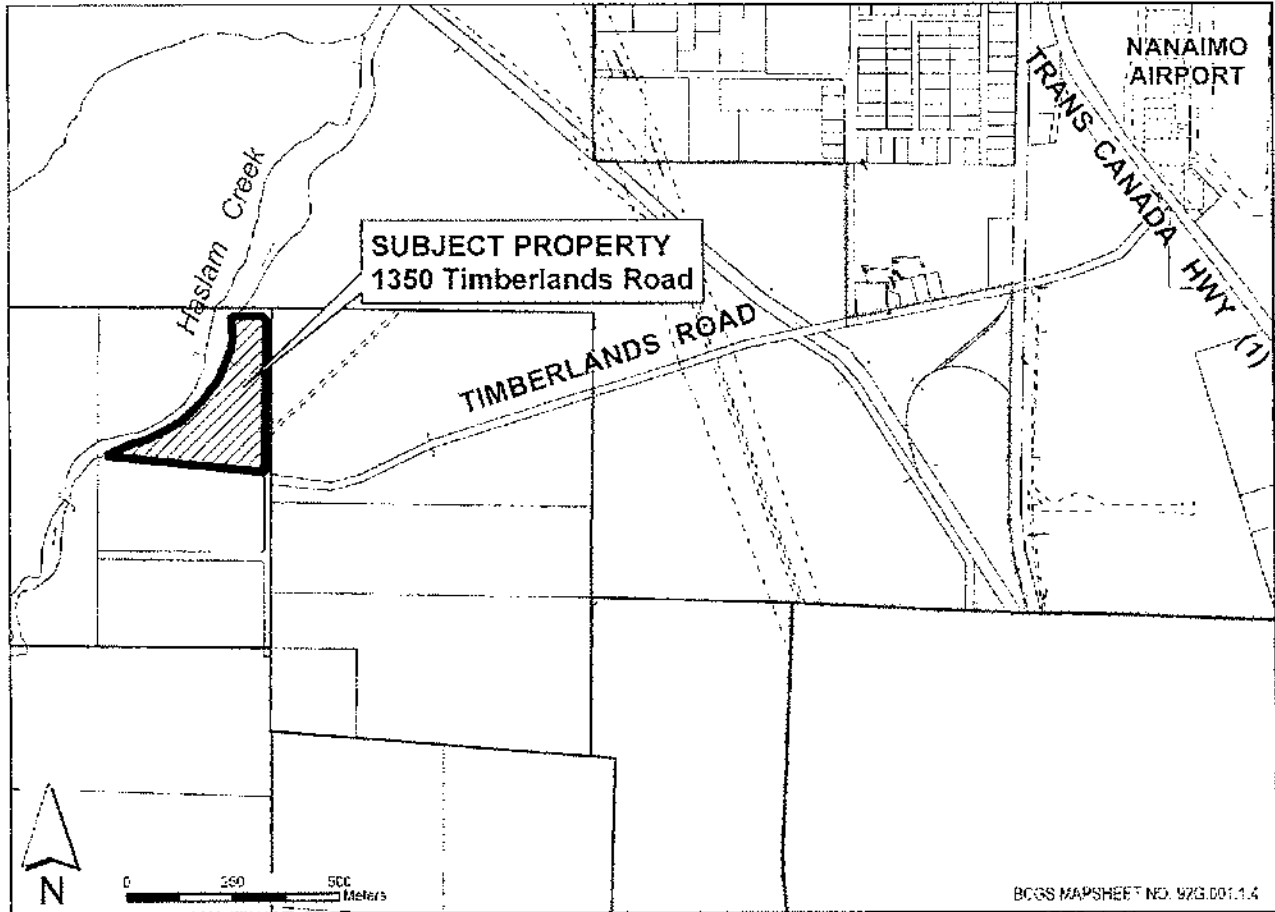 NANAIMO
AIRPORT
TRANS CANADA HWY (1)
Haslam Creek
SUBJECT PROPERTY
1350 Timberlands Road
TIMBERLANDS ROAD
N
0 250 500
Meters
BCGS MAPSHEET NO. 92G.001.1.4